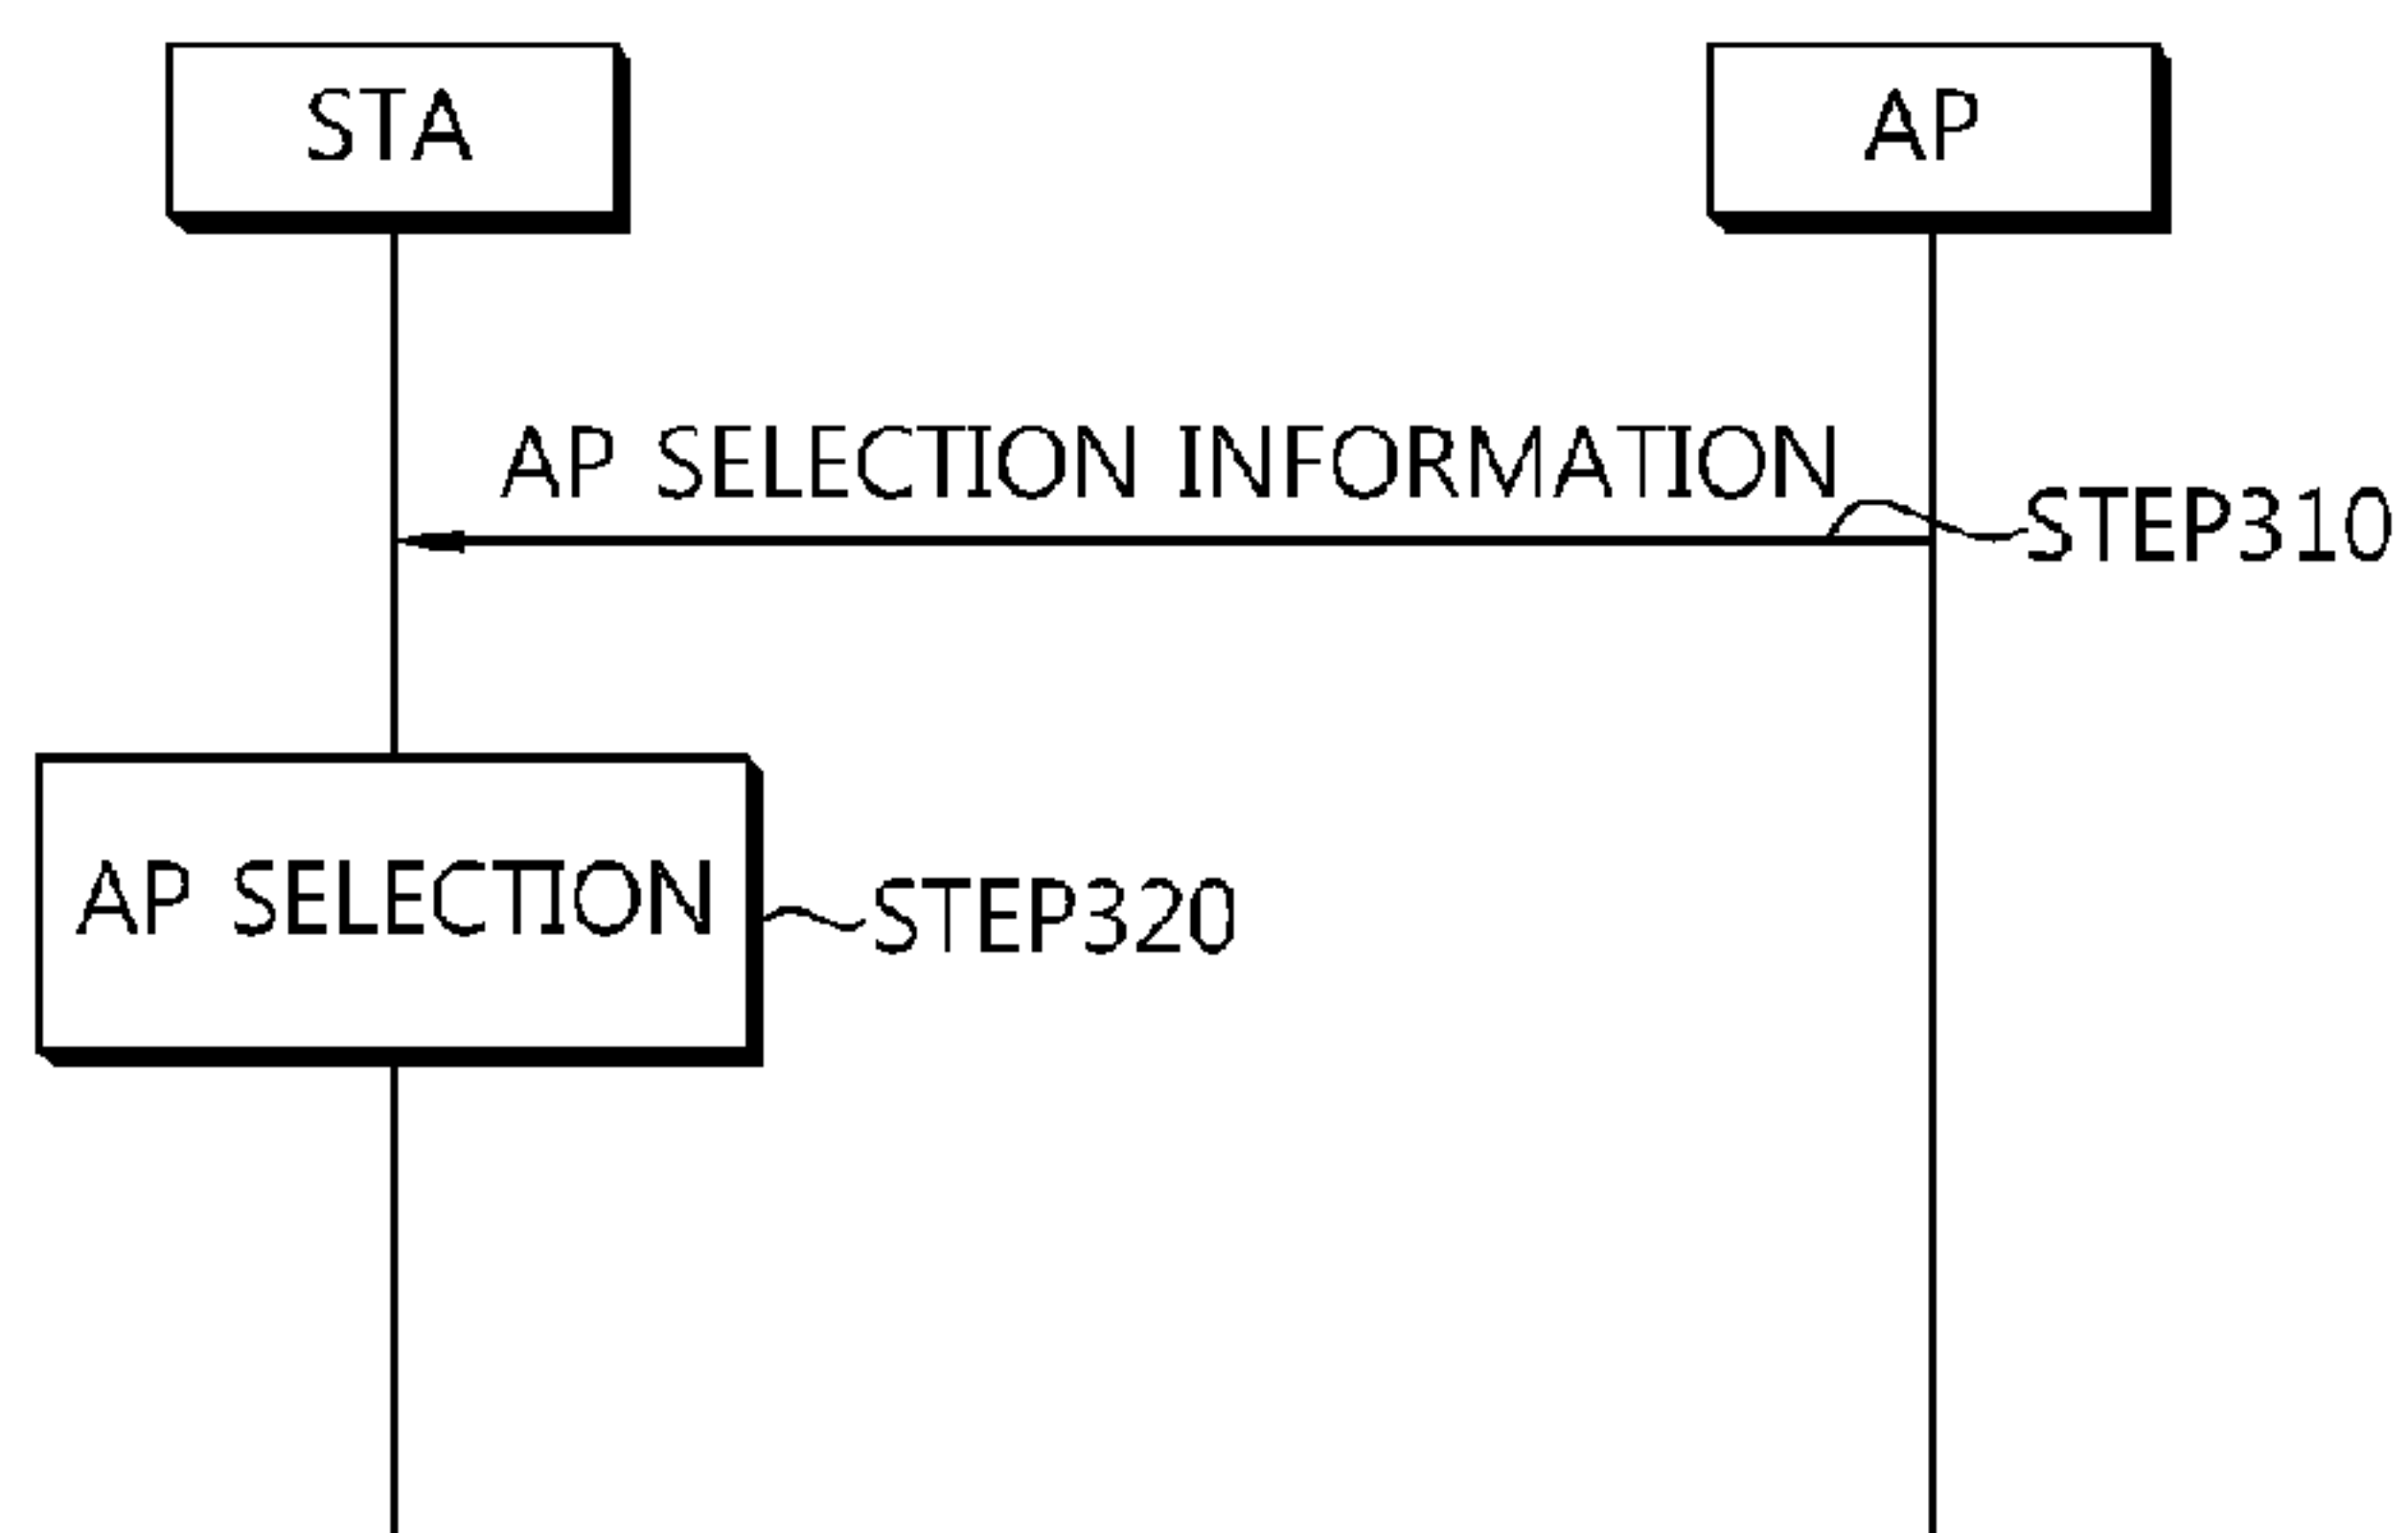 STA
AP
AP SELECTION INFORMATION
STEP310
AP SELECTION
STEP320